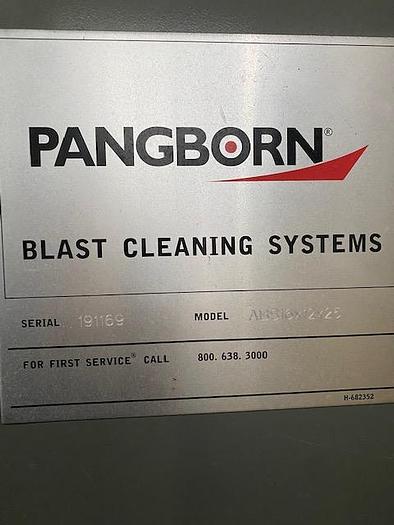 PANGBORN®
BLAST CLEANING SYSTEMS
SERIAL 191169 MODEL
FOR FIRST SERVICE® CALL 800. 638. 3000
H-682352